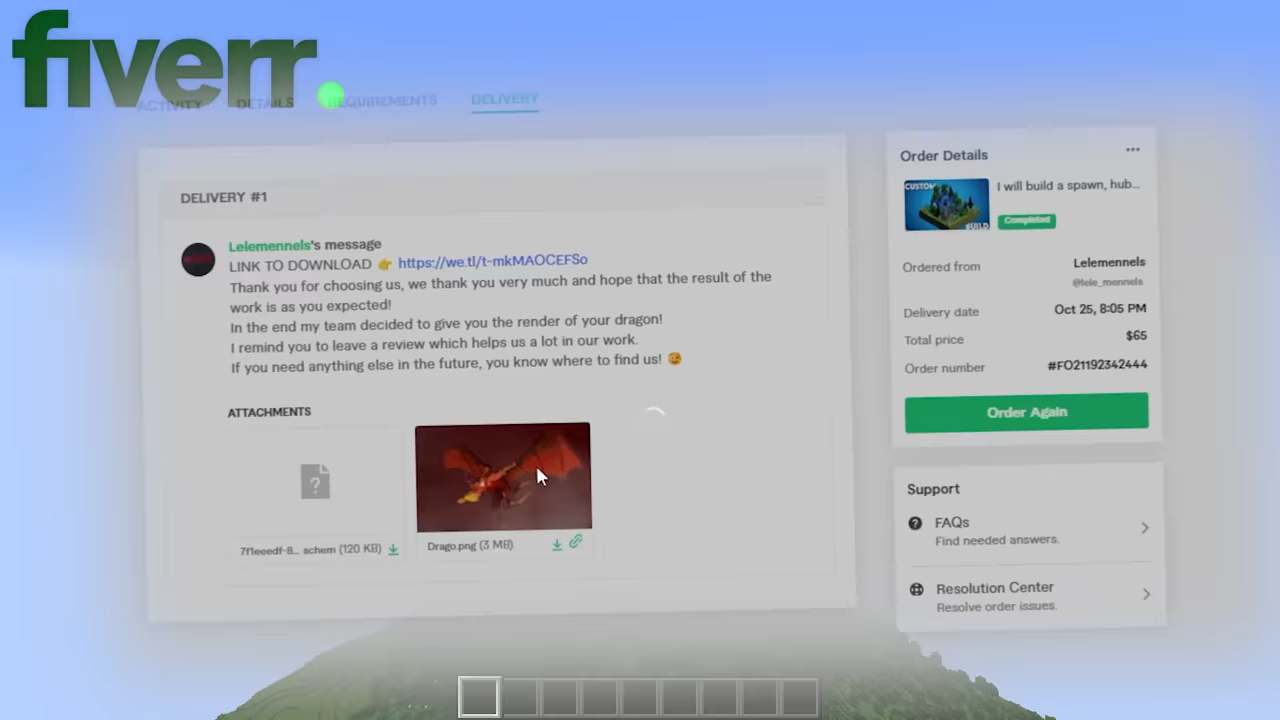 fiverr.
ACTIVITY DETAILS REQUIREMENTS DELIVERY
DELIVERY #1
Lelemennels's message
LINK TO DOWNLOAD 👉 https://we.tl/t-mkMAOCEFSo
Thank you for choosing us, we thank you very much and hope that the result of the
work is as you expected!
In the end my team decided to give you the render of your dragon!
I remind you to leave a review which helps us a lot in our work.
If you need anything else in the future, you know where to find us! 😉
ATTACHMENTS
7f1eeedf-8... schem (120 KB)
Drago.png (3 MB)
Order Details
CUSTOM
BUILD
I will build a spawn, hub...
Completed
Ordered from Lelemennels
@lele_mennels
Delivery date Oct 25, 8:05 PM
Total price $65
Order number #FO21192342444
Order Again
Support
FAQs
Find needed answers.
Resolution Center
Resolve order issues.